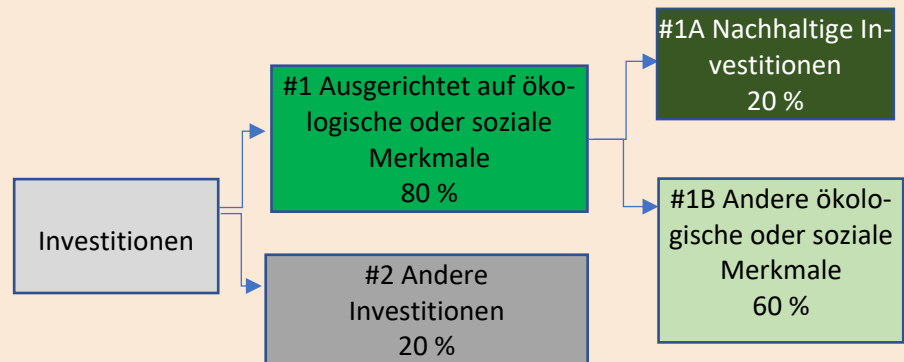 Investitionen
#1 Ausgerichtet auf öko-
logische oder soziale
Merkmale
80 %
#2 Andere
Investitionen
20 %
#1A Nachhaltige In-
vestitionen
20 %
#1B Andere ökolo-
gische oder soziale
Merkmale
60 %